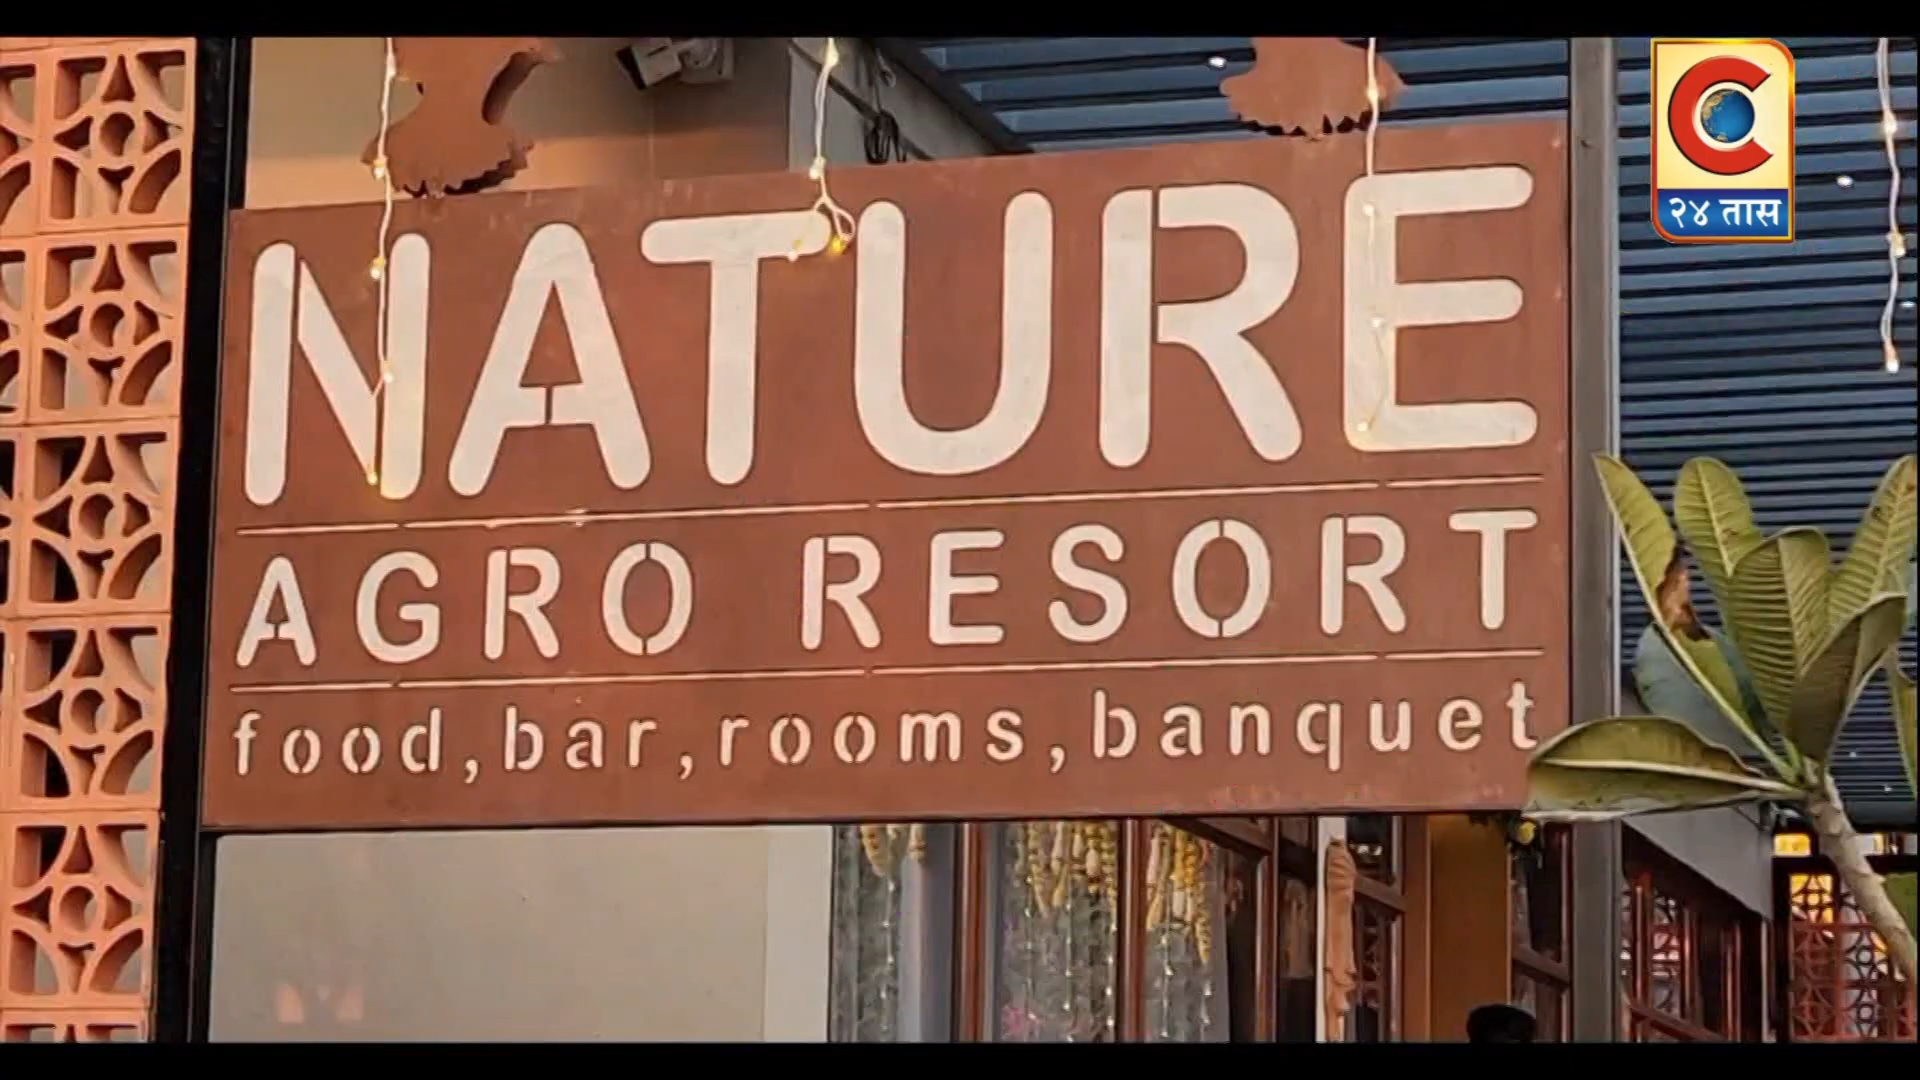 C
२४ तास
NATURE
AGRO RESORT
food,bar,rooms,banquet